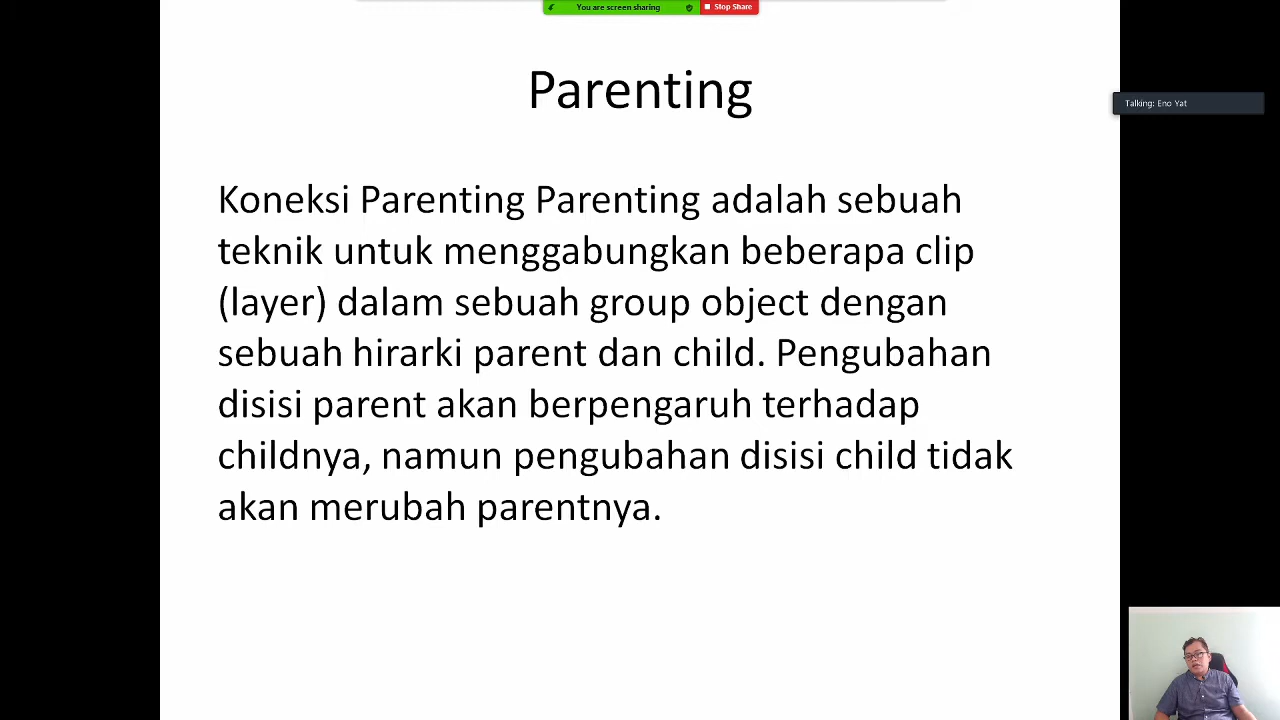 You are screen sharing
Stop Share
Parenting
Talking: Eno Yat
Koneksi Parenting Parenting adalah sebuah
teknik untuk menggabungkan beberapa clip
(layer) dalam sebuah group object dengan
sebuah hirarki parent dan child. Pengubahan
disisi parent akan berpengaruh terhadap
childnya, namun pengubahan disisi child tidak
akan merubah parentnya.